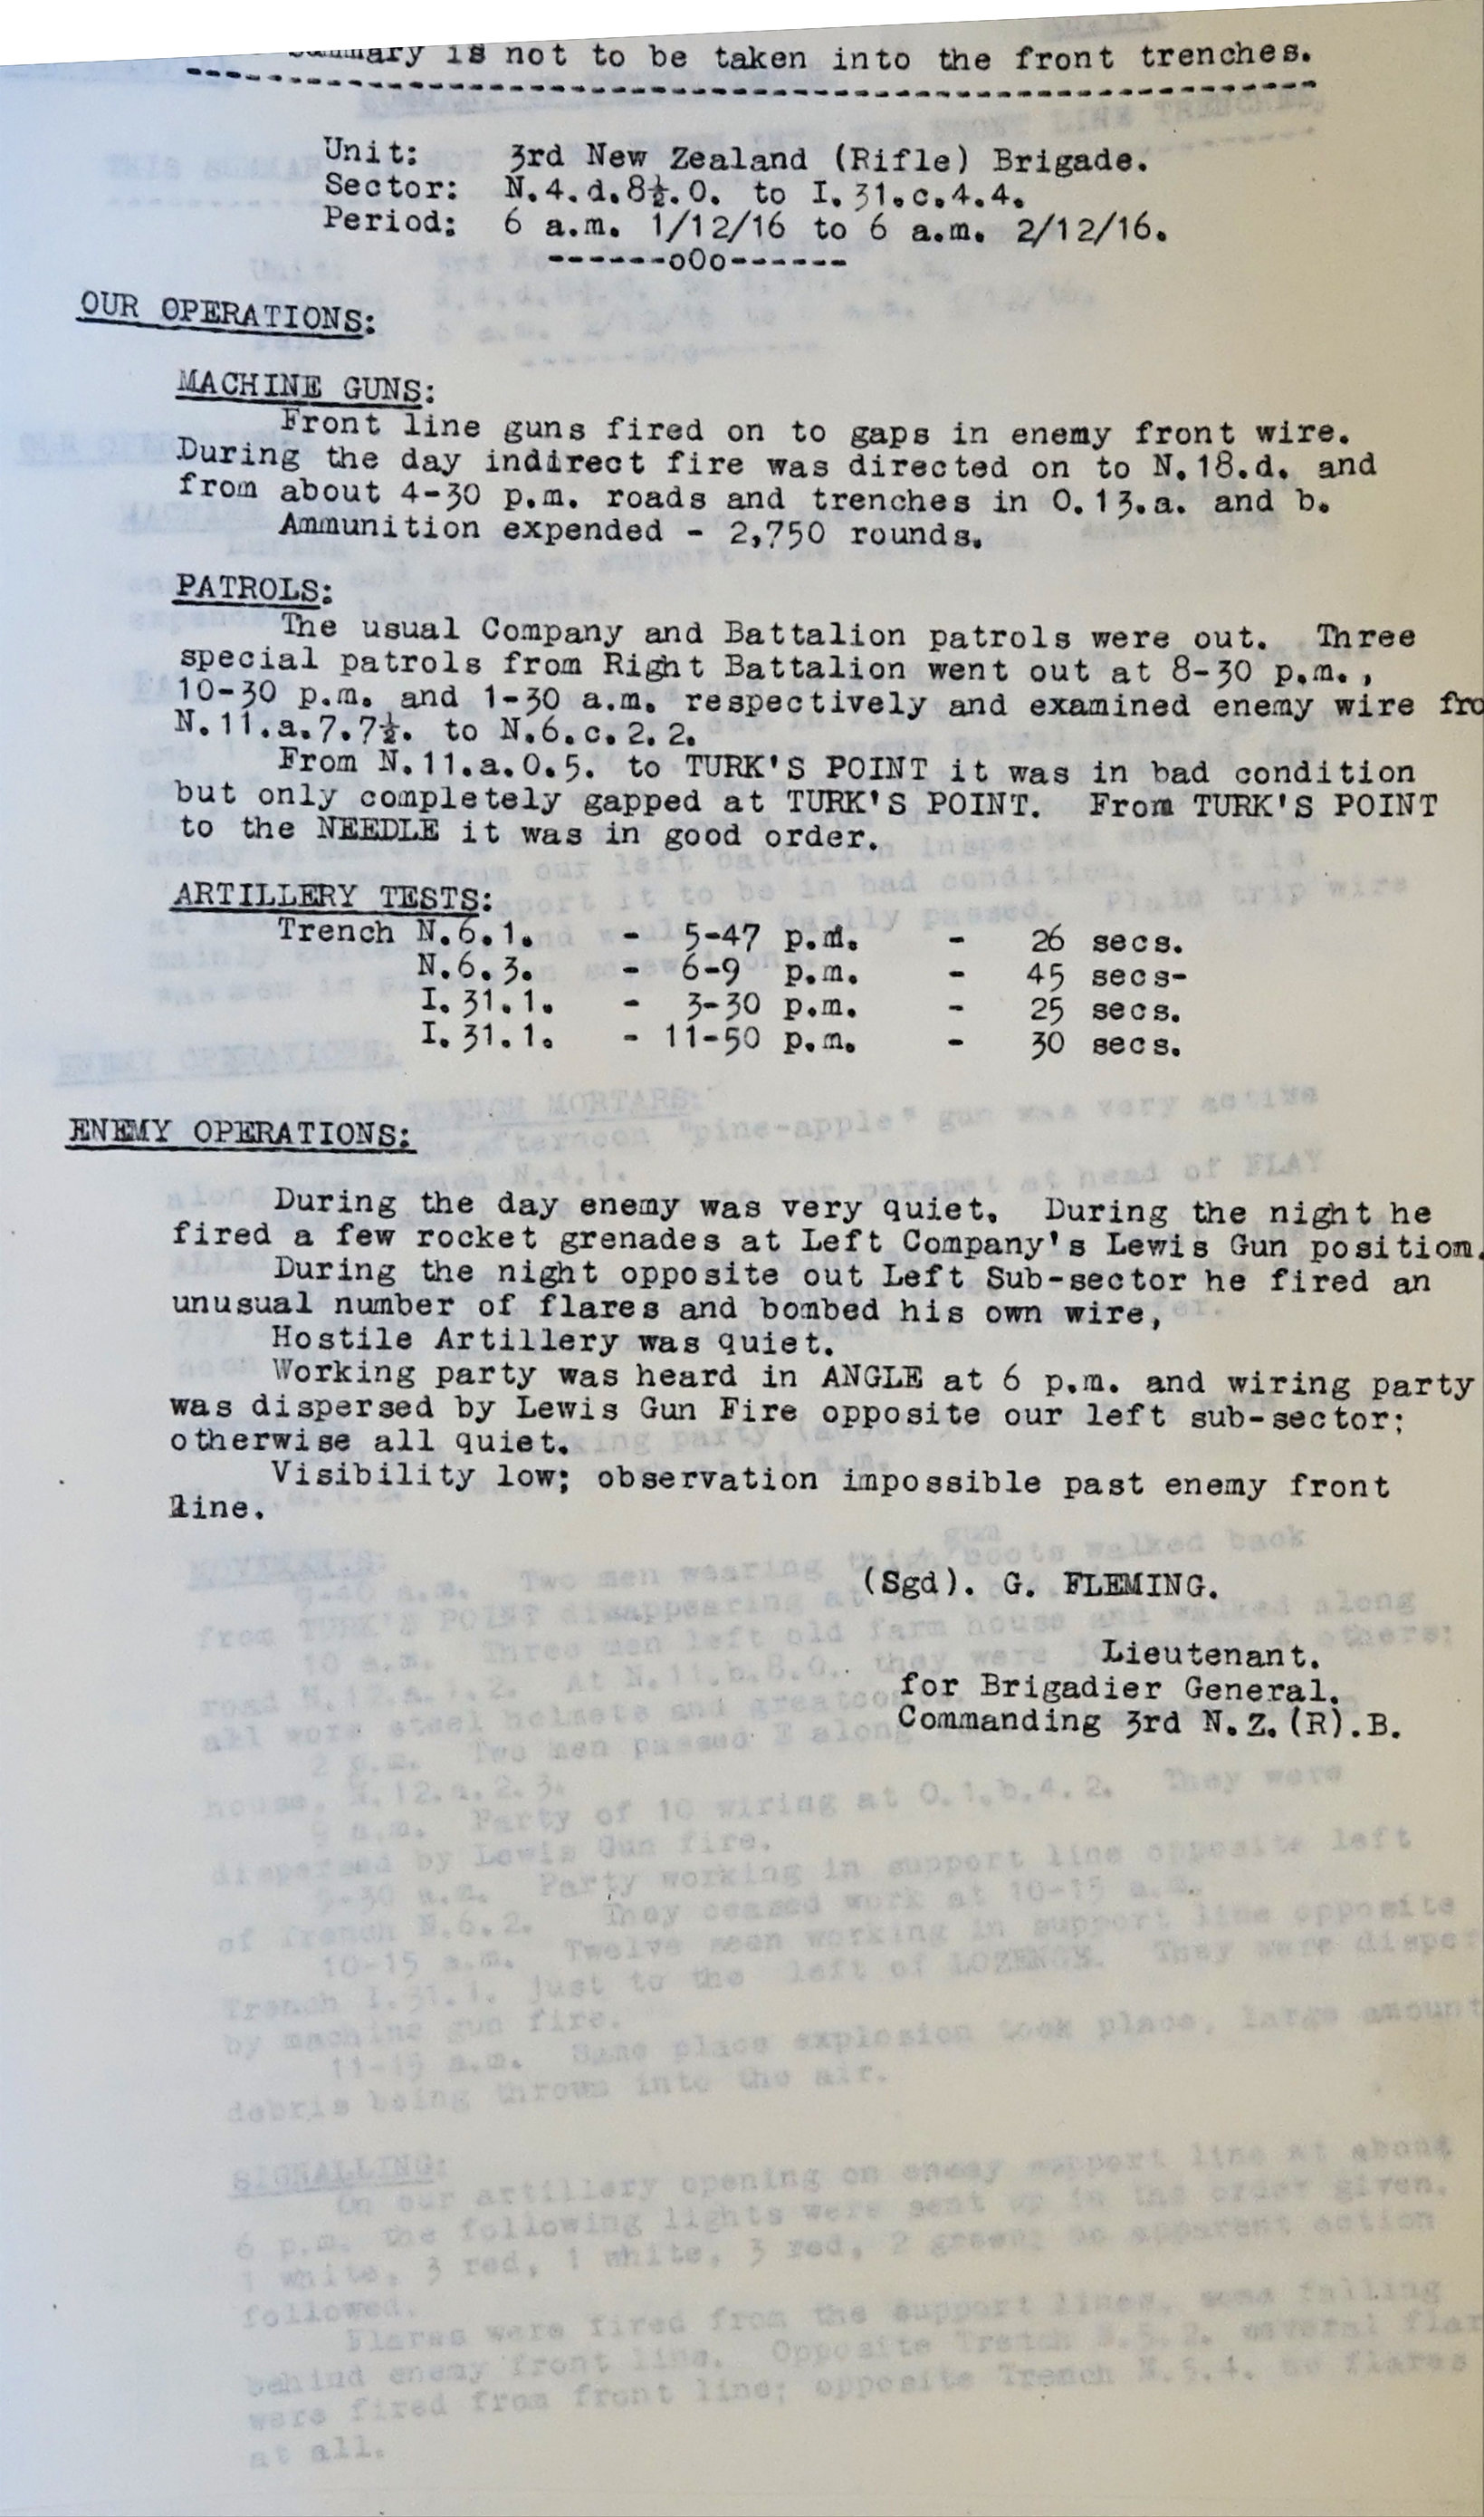 summary is not to be taken into the front trenches.
Unit: 3rd New Zealand (Rifle) Brigade.
Sector: N.4.d.8½.0. to I.31.c.4.4.
Period: 6 a.m. 1/12/16 to 6 a.m. 2/12/16.
-------oOo-------
OUR OPERATIONS:
MACHINE GUNS:
Front line guns fired on to gaps in enemy front wire.
During the day indirect fire was directed on to N.18.d. and
from about 4-30 p.m. roads and trenches in O.13.a. and b.
Ammunition expended - 2,750 rounds.
PATROLS:
The usual Company and Battalion patrols were out. Three
special patrols from Right Battalion went out at 8-30 p.m.,
10-30 p.m. and 1-30 a.m. respectively and examined enemy wire fro
N.11.a.7.7½. to N.6.c.2.2.
From N.11.a.0.5. to TURK'S POINT it was in bad condition
but only completely gapped at TURK'S POINT. From TURK'S POINT
to the NEEDLE it was in good order.
ARTILLERY TESTS:
Trench N.6.1. - 5-47 p.m. - 26 secs.
N.6.3. - 6-9 p.m. - 45 secs-
I.31.1. - 3-30 p.m. - 25 secs.
I.31.1. - 11-50 p.m. - 30 secs.
ENEMY OPERATIONS:
During the day enemy was very quiet. During the night he
fired a few rocket grenades at Left Company's Lewis Gun position.
During the night opposite out Left Sub-sector he fired an
unusual number of flares and bombed his own wire,
Hostile Artillery was quiet.
Working party was heard in ANGLE at 6 p.m. and wiring party
was dispersed by Lewis Gun Fire opposite our left sub-sector;
otherwise all quiet.
Visibility low; observation impossible past enemy front
line.
(Sgd). G. FLEMING.
Lieutenant.
for Brigadier General.
Commanding 3rd N.Z.(R).B.